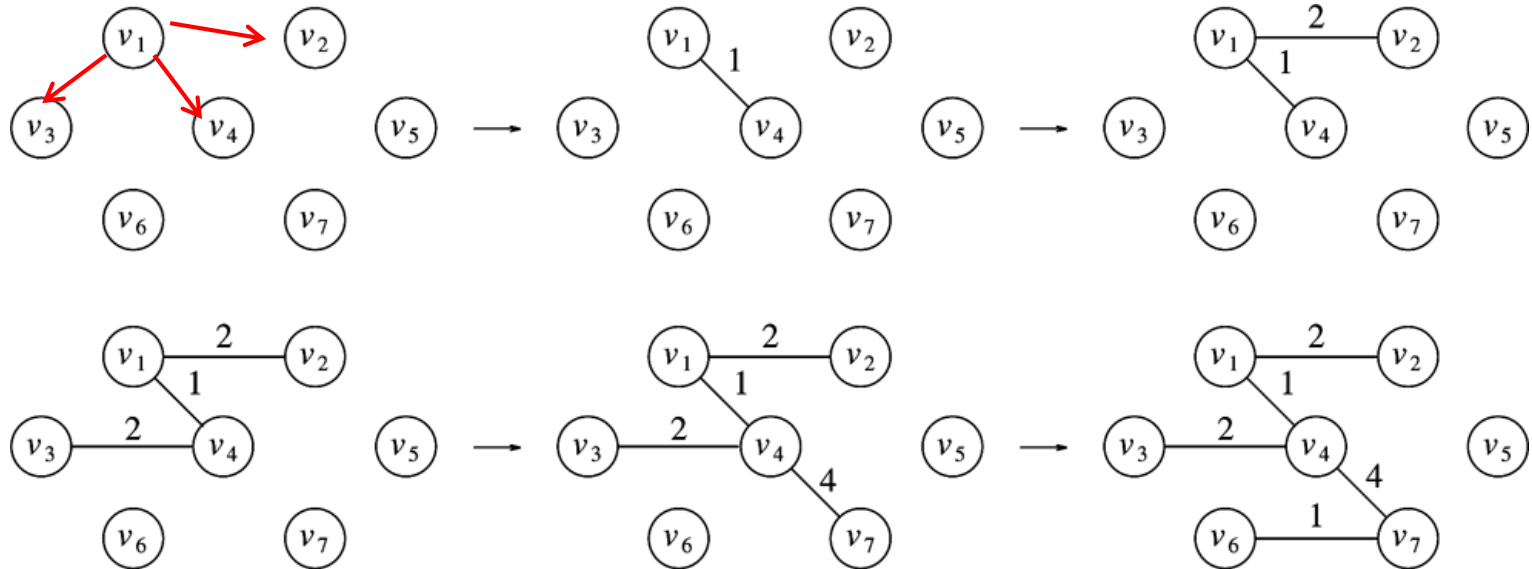 v1 v2 v1 v2 v1 2 v2
1 1
v3 v4 v5 v3 v4 v5 v3 v4 v5
v6 v7 v6 v7 v6 v7
v1 2 v2 v1 2 v2 v1 2 v2
1 1 1
v3 2 v4 v5 v3 2 v4 v5 v3 2 v4 v5
4 4
v6 v7 v6 v7 v6 1 v7